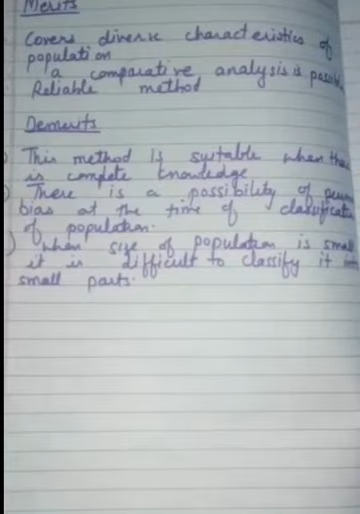 Merits
Covers diverse characteristics of
population
a comparative analysis is possible
Reliable method
Demerits
) This method is suitable when there
is complete knowledge
) There is a possibility of
bias at the time of classification
of population.
) when size of population is small
it is difficult to classify it into
small parts.